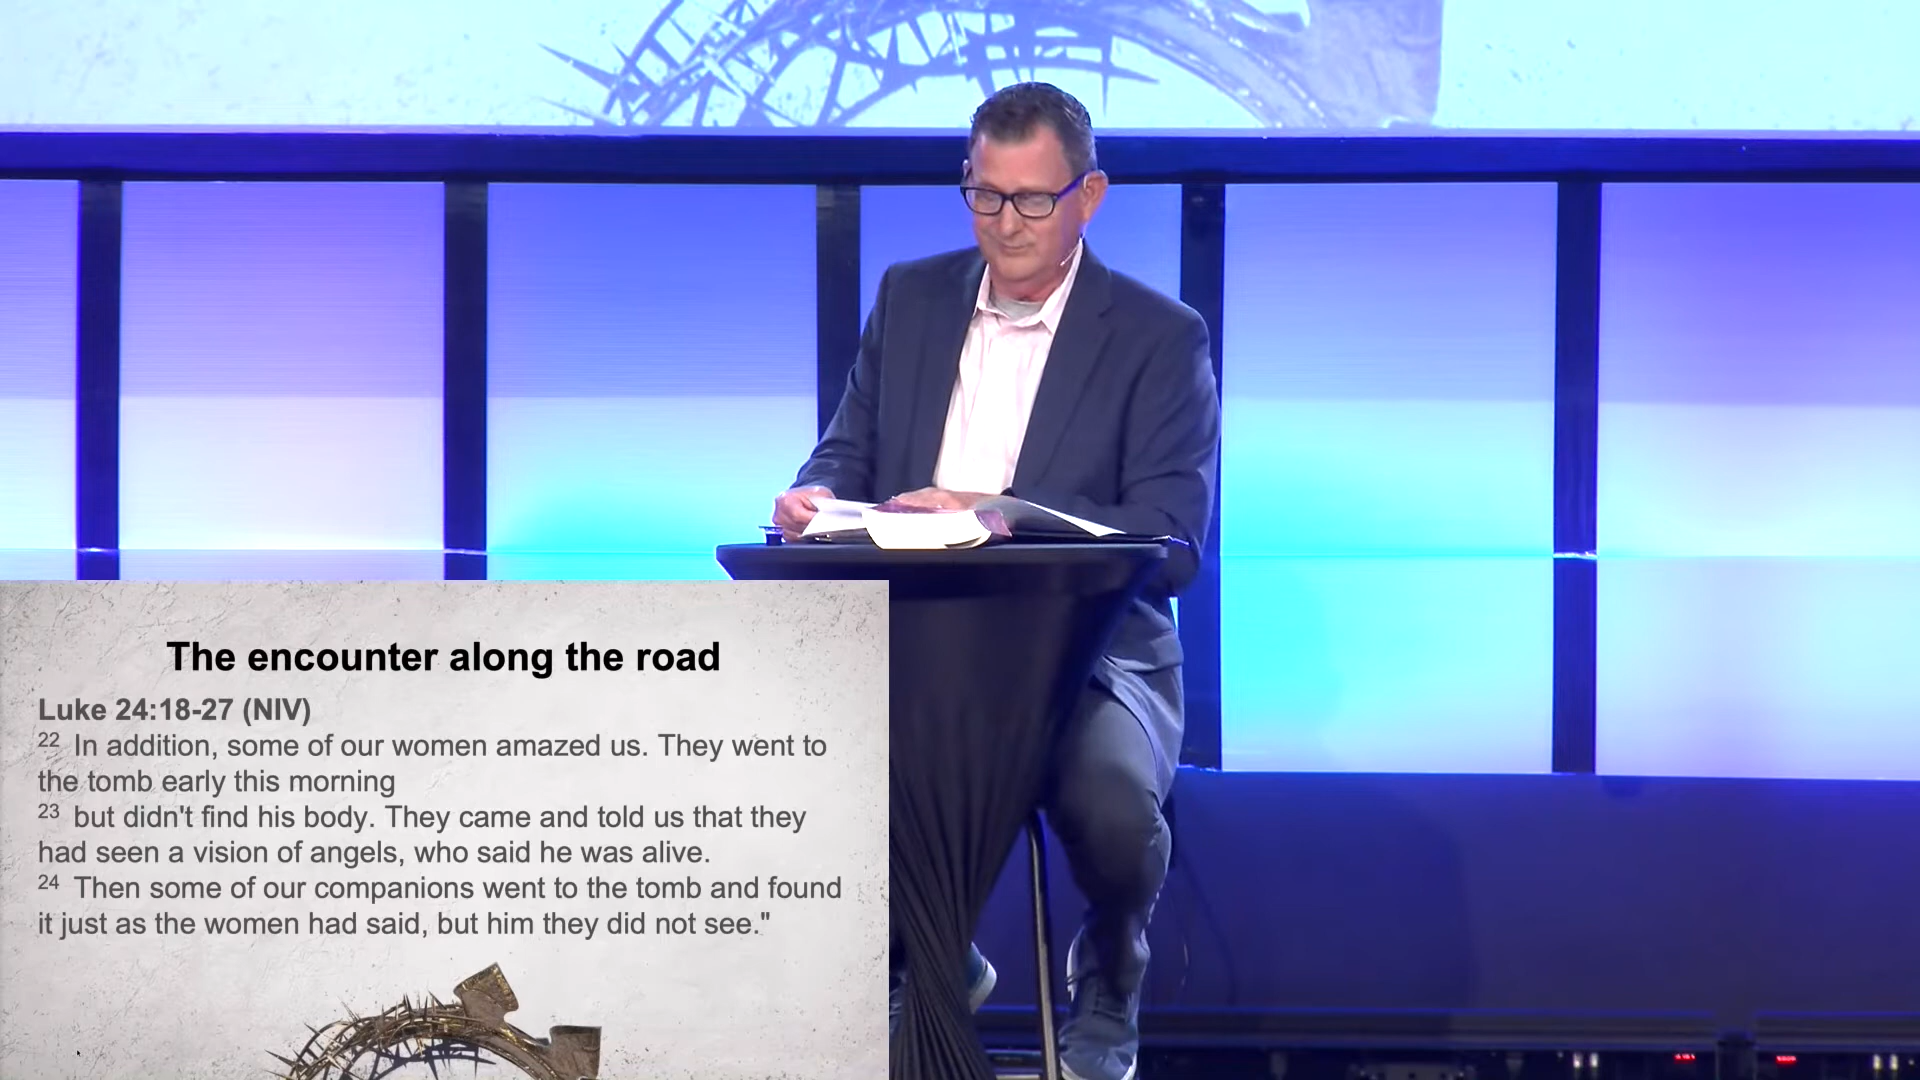 The encounter along the road
Luke 24:18-27 (NIV)
22 In addition, some of our women amazed us. They went to
the tomb early this morning
23 but didn't find his body. They came and told us that they
had seen a vision of angels, who said he was alive.
24 Then some of our companions went to the tomb and found
it just as the women had said, but him they did not see."